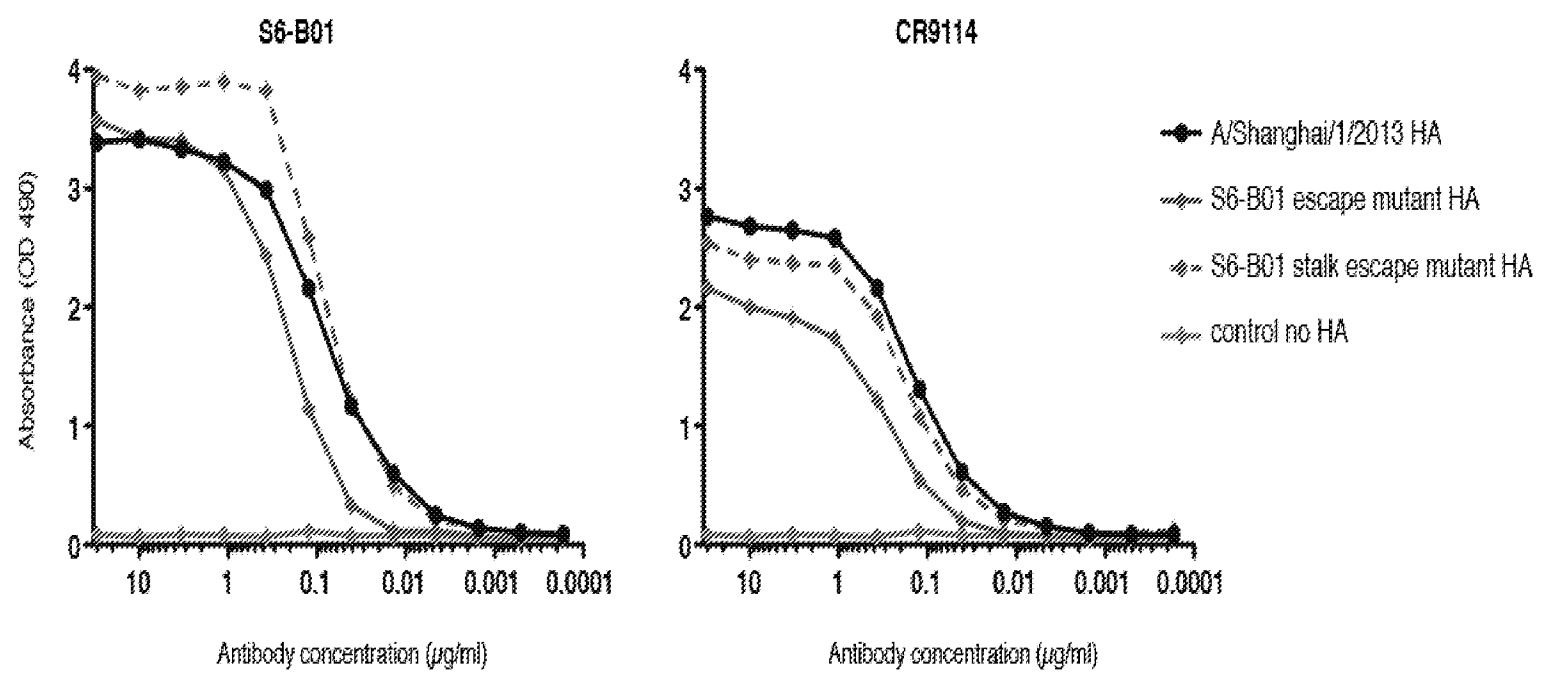 S6-B01
CR9114
Absorbance (OD 490)
4
3
2
1
0
10 1 0.1 0.01 0.001 0.0001
Antibody concentration (µg/ml)
4
3
2
1
0
10 1 0.1 0.01 0.001 0.0001
Antibody concentration (µg/ml)
A/Shanghai/1/2013 HA
S6-B01 escape mutant HA
S6-B01 stalk escape mutant HA
control no HA